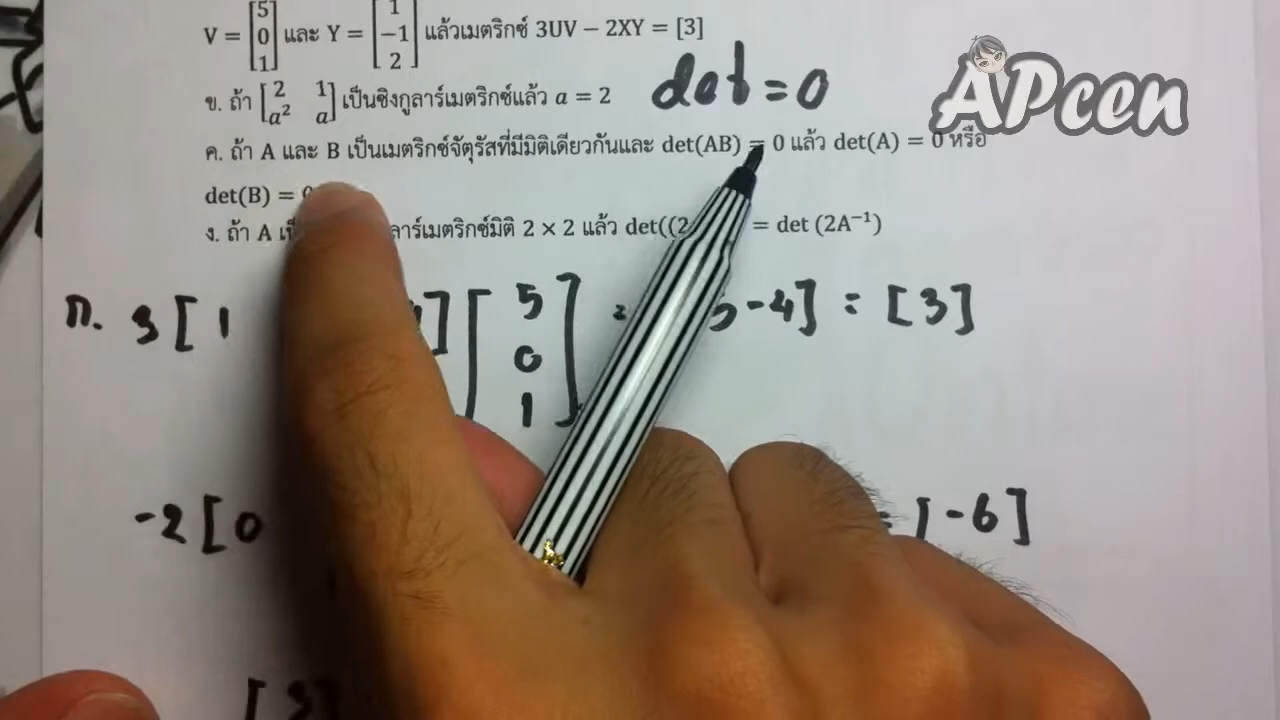 V = [5 0 1] และ Y = [1 −1 2] แล้วเมตริกซ์ 3UV − 2XY = [3]
det = 0
APcen
ข. ถ้า [2 1 a² a] เป็นซิงกูลาร์เมตริกซ์แล้ว a = 2
ค. ถ้า A และ B เป็นเมตริกซ์จัตุรัสที่มีมิติเดียวกันและ det(AB) = 0 แล้ว det(A) = 0 หรือ
det(B) =
ง. ถ้า A ลาร์เมตริกซ์มิติ 2 × 2 แล้ว det((2 = det (2A⁻¹)
ก. 3 [ 1 ] [5 0 1] -4] = [3]
-2 [ 0 = [-6]
[3]